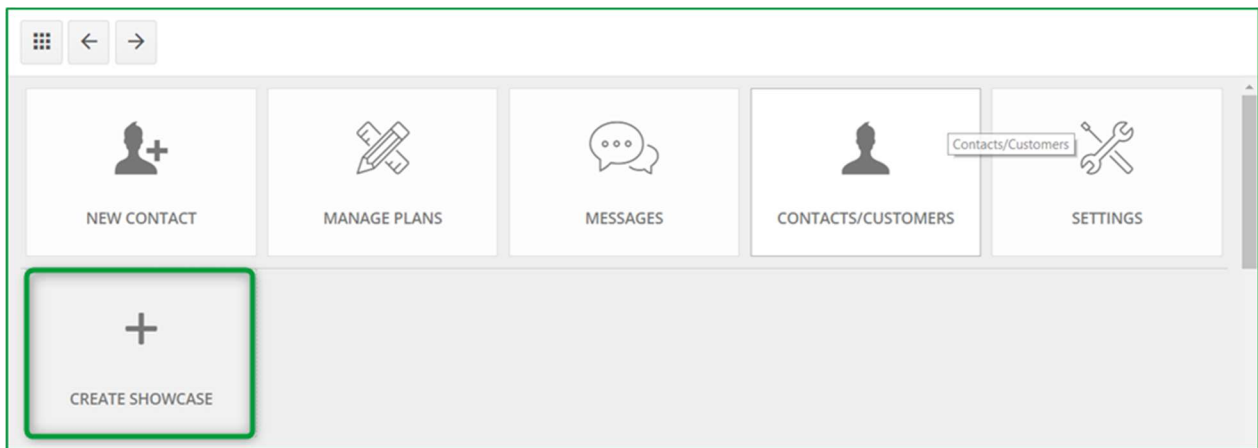 NEW CONTACT
MANAGE PLANS
MESSAGES
CONTACTS/CUSTOMERS
SETTINGS
Contacts/Customers
CREATE SHOWCASE